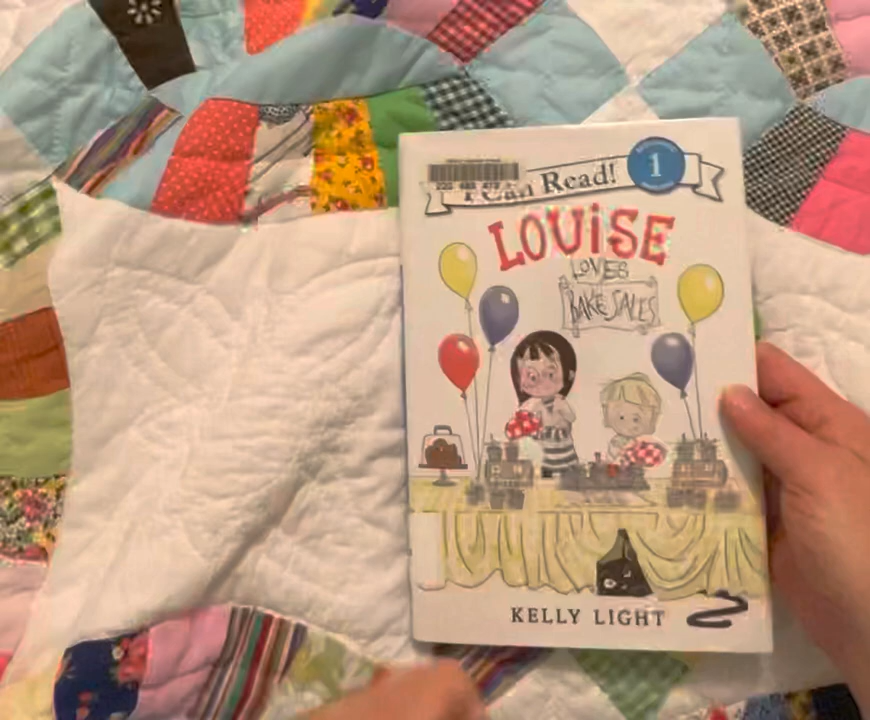 I Can Read!
1
LOUISE
LOVES
BAKE SALES
KELLY LIGHT